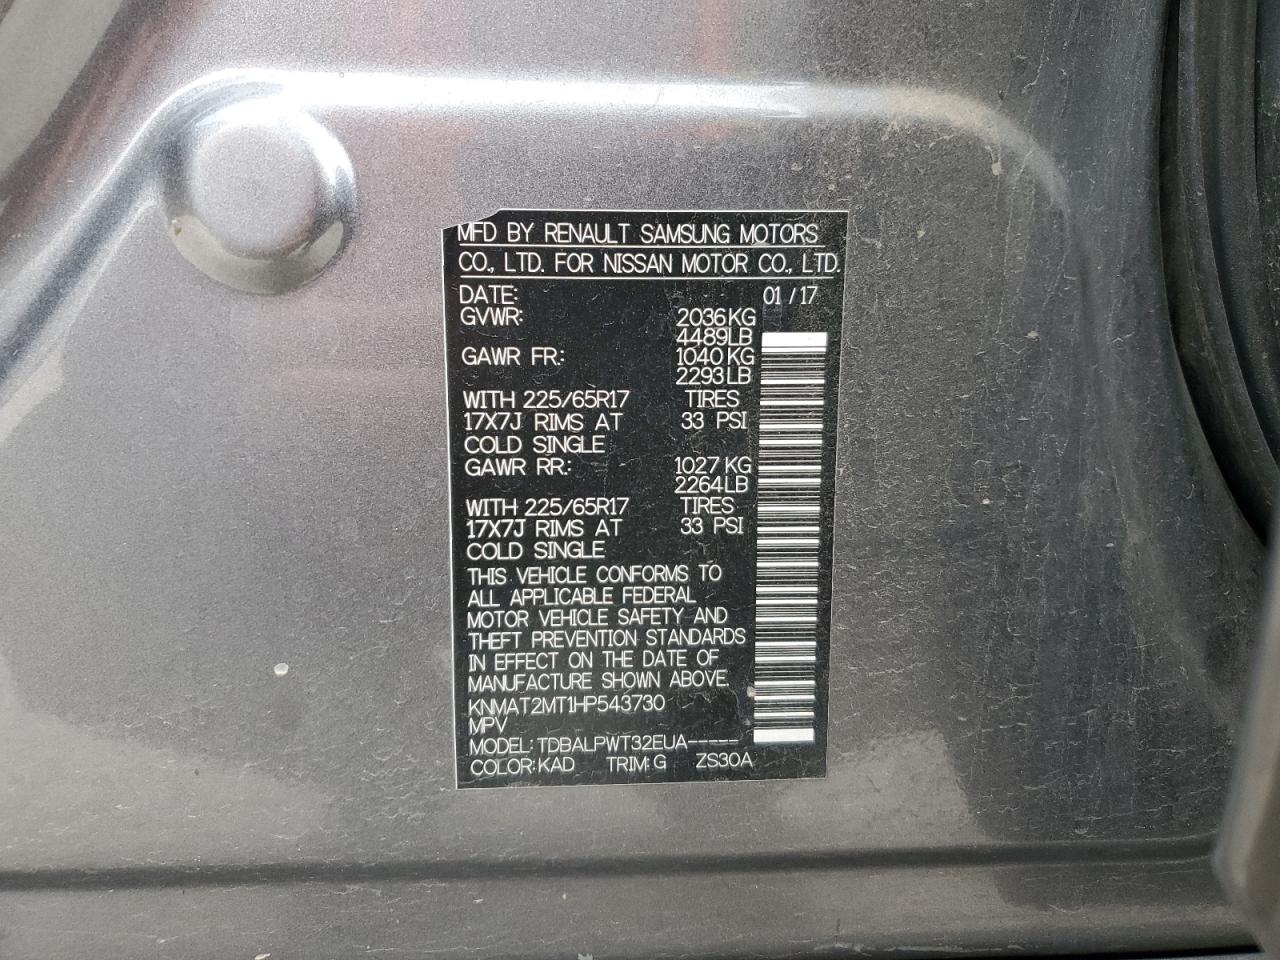 MFD BY RENAULT SAMSUNG MOTORS
CO., LTD. FOR NISSAN MOTOR CO., LTD.
DATE: 01/17
GVWR: 2036KG
4489LB
GAWR FR: 1040KG
2293LB
WITH 225/65R17 TIRES
17X7J RIMS AT 33 PSI
COLD SINGLE
GAWR RR: 1027KG
2264LB
WITH 225/65R17 TIRES
17X7J RIMS AT 33 PSI
COLD SINGLE
THIS VEHICLE CONFORMS TO
ALL APPLICABLE FEDERAL
MOTOR VEHICLE SAFETY AND
THEFT PREVENTION STANDARDS
IN EFFECT ON THE DATE OF
MANUFACTURE SHOWN ABOVE.
KNMAT2MT1HP543730
MPV
MODEL: TDBALPWT32EUA-----
COLOR: KAD TRIM: G ZS30A